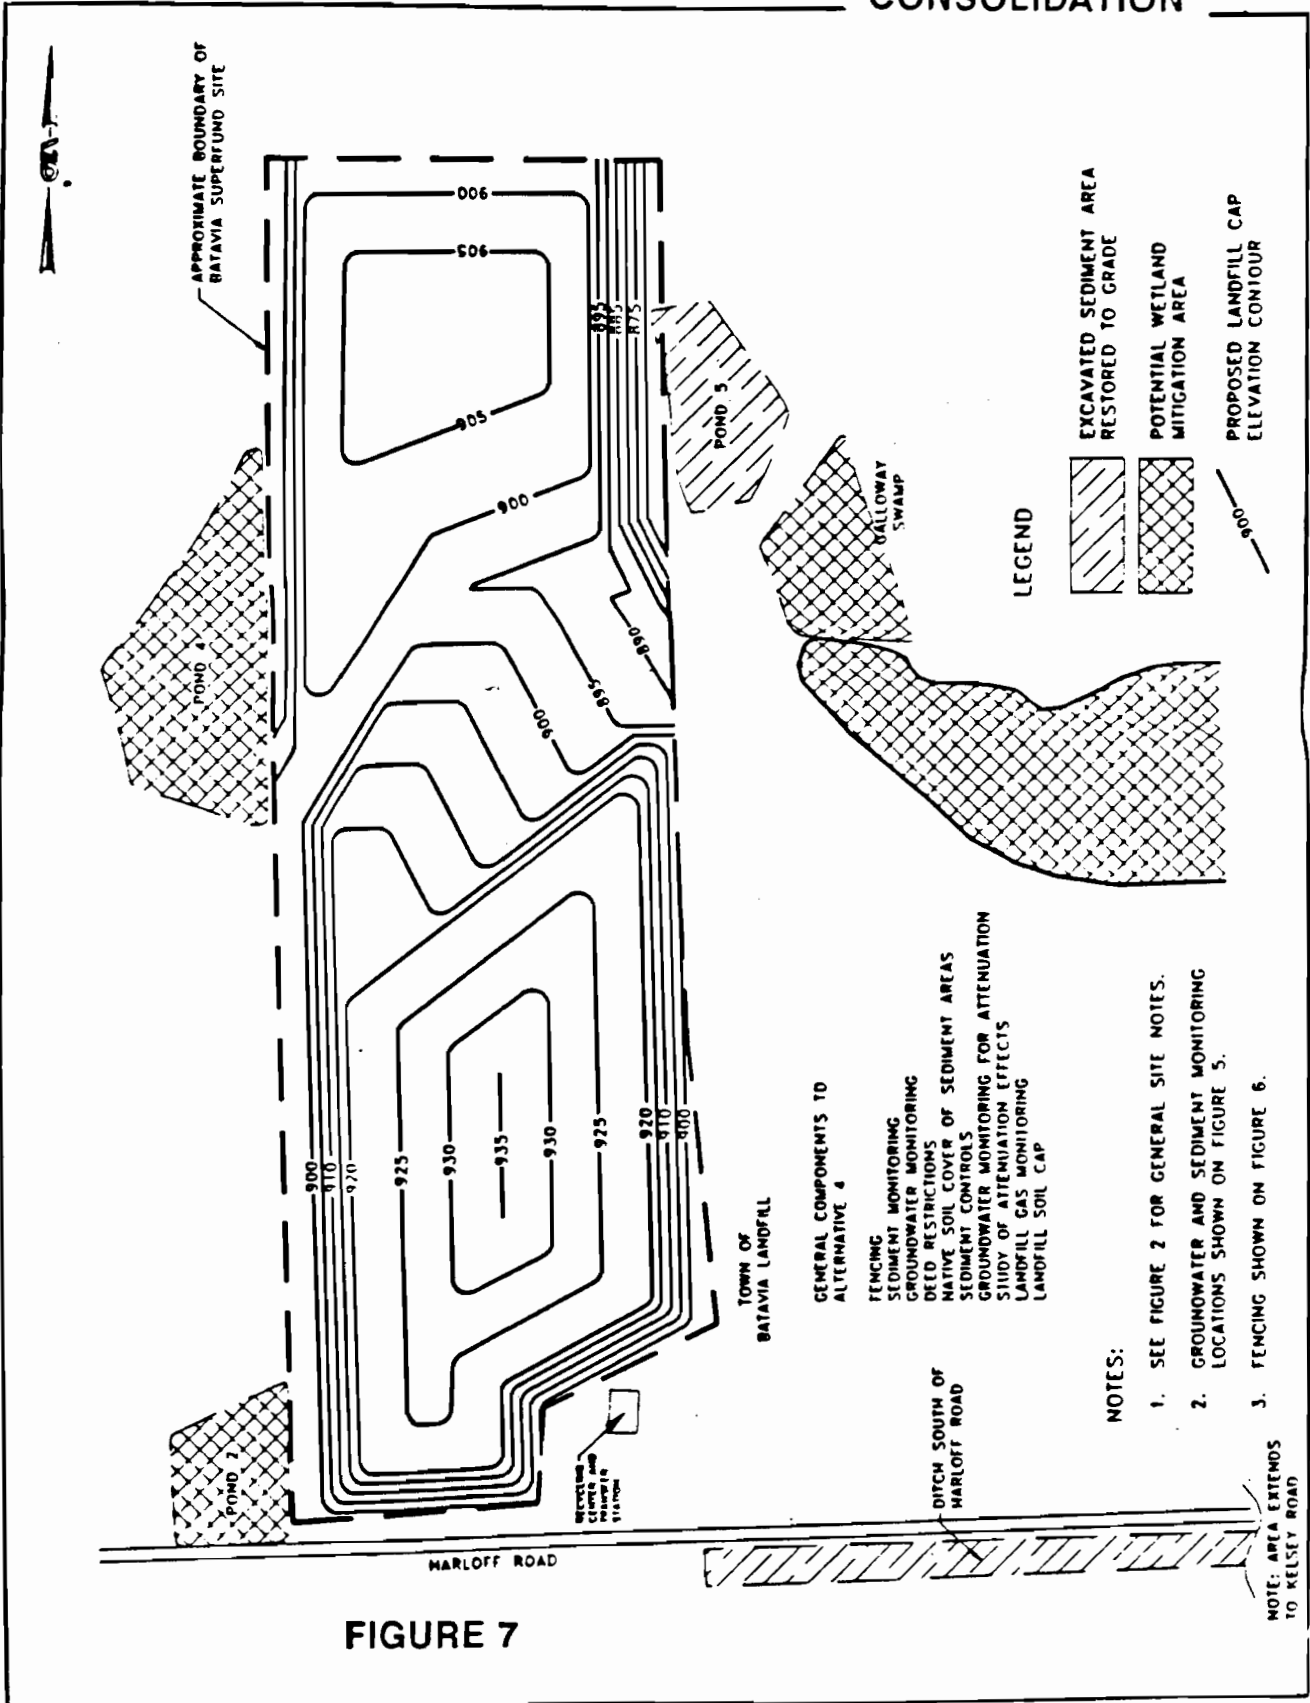 CONSOLIDATION
APPROXIMATE BOUNDARY OF
BATAVIA SUPERFUND SITE
POND 4
POND 2
POND 5
GALLOWAY
SWAMP
900
905
905
900
895
885
875
890
895
900
900
910
920
925
930
935
930
925
920
910
900
TOWN OF
BATAVIA LANDFILL
RECYCLING
CENTER AND
TRANSFER
STATION
HARLOFF ROAD
DITCH SOUTH OF
HARLOFF ROAD
NOTE: AREA EXTENDS
TO KELSEY ROAD
GENERAL COMPONENTS TO
ALTERNATIVE 4
FENCING
SEDIMENT MONITORING
GROUNDWATER MONITORING
DEED RESTRICTIONS
NATIVE SOIL COVER OF SEDIMENT AREAS
SEDIMENT CONTROLS
GROUNDWATER MONITORING FOR ATTENUATION
STUDY OF ATTENUATION EFFECTS
LANDFILL GAS MONITORING
LANDFILL SOIL CAP
LEGEND
EXCAVATED SEDIMENT AREA
RESTORED TO GRADE
POTENTIAL WETLAND
MITIGATION AREA
900
PROPOSED LANDFILL CAP
ELEVATION CONTOUR
NOTES:
1. SEE FIGURE 2 FOR GENERAL SITE NOTES.
2. GROUNDWATER AND SEDIMENT MONITORING
LOCATIONS SHOWN ON FIGURE 5.
3. FENCING SHOWN ON FIGURE 6.
FIGURE 7